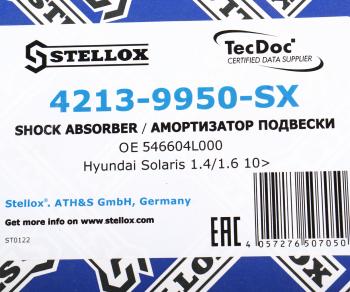 STELLOX
TecDoc
CERTIFIED DATA SUPPLIER
4213-9950-SX
SHOCK ABSORBER / АМОРТИЗАТОР ПОДВЕСКИ
OE 546604L000
Hyundai Solaris 1.4/1.6 10>
Stellox®. ATH&S GmbH, Germany
Get more info on www.stellox.com
ST0122
EAC
4 057276 507050